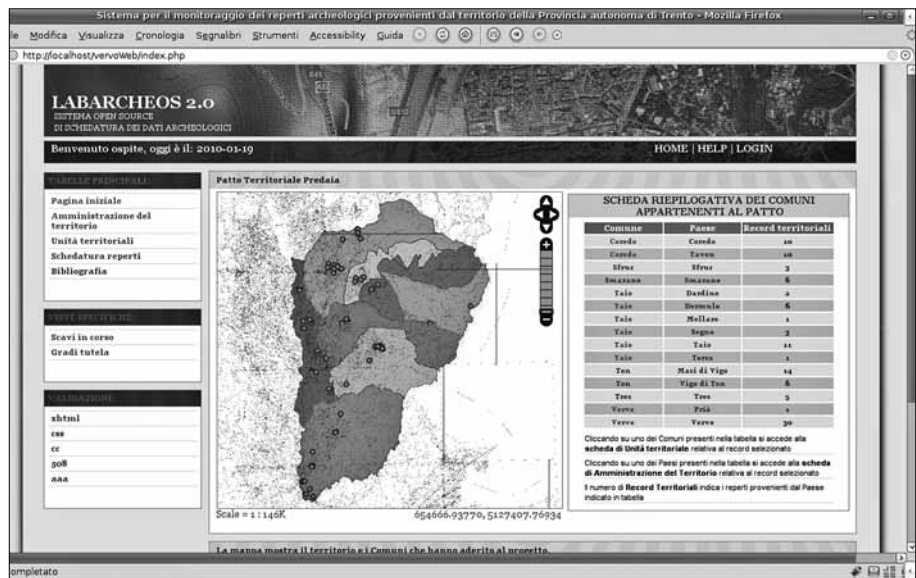 Sistema per il monitoraggio dei reperti archeologici provenienti dal territorio della Provincia autonoma di Trento - Mozilla Firefox
le Modifica Visualizza Cronologia Segnalibri Strumenti Accessibility Guida
http://localhost/vervoWeb/index.php
LABARCHEOS 2.0
SISTEMA OPEN SOURCE
DI SCHEDATURA DEI DATI ARCHEOLOGICI
Benvenuto ospite, oggi è il: 2010-01-19
HOME | HELP | LOGIN
TABELLE PRINCIPALI:
Pagina iniziale
Amministrazione del
territorio
Unità territoriali
Schedatura reperti
Bibliografia
VISTE SPECIFICHE:
Scavi in corso
Gradi tutela
VALIDAZIONE:
xhtml
css
cc
508
aaa
Patto Territoriale Predaia
Scale = 1 : 146K
654666.93770, 5127407.76934
SCHEDA RIEPILOGATIVA DEI COMUNI
APPARTENENTI AL PATTO
Comune Paese Record territoriali
Coredo Coredo 10
Coredo Tavon 10
Sfruz Sfruz 3
Smarano Smarano 6
Taio Dardine 2
Taio Dermulo 6
Taio Mollaro 1
Taio Segno 3
Taio Taio 11
Taio Torra 1
Ton Masi di Vigo 14
Ton Vigo di Ton 8
Tres Tres 5
Vervo Priò 1
Vervo Vervo 30
Cliccando su uno dei Comuni presenti nella tabella si accede alla
scheda di Unità territoriale relativa al record selezionato
Cliccando su uno dei Paesi presenti nella tabella si accede alla scheda
di Amministrazione del Territorio relativa al record selezionato
Il numero di Record Territoriali indica i reperti provenienti dal Paese
indicato in tabella
La mappa mostra il territorio e i Comuni che hanno aderito al progetto.
ompletato